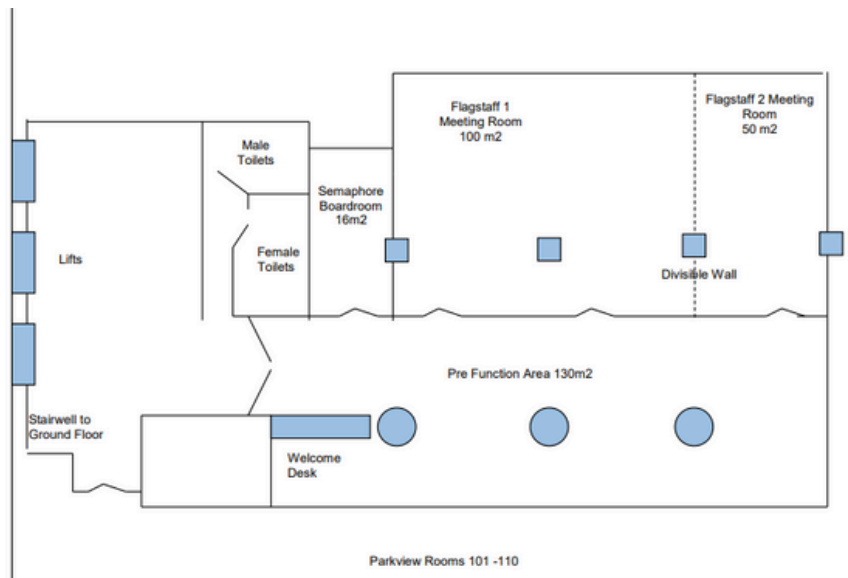 Flagstaff 1
Meeting Room
100 m2
Flagstaff 2 Meeting
Room
50 m2
Male
Toilets
Semaphore
Boardroom
16m2
Lifts
Female
Toilets
Divisible Wall
Pre Function Area 130m2
Stairwell to
Ground Floor
Welcome
Desk
Parkview Rooms 101 -110